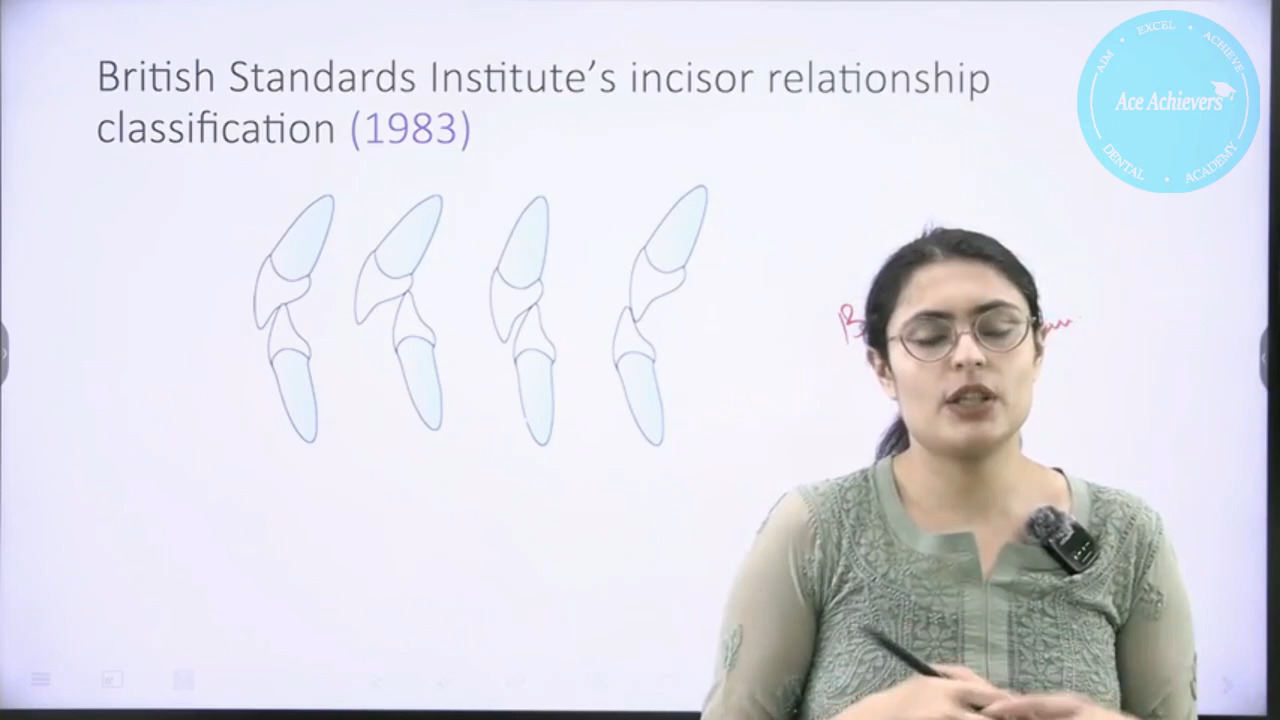 British Standards Institute's incisor relationship
classification (1983)
AIM • EXCEL • ACHIEVE
Ace Achievers
DENTAL • ACADEMY